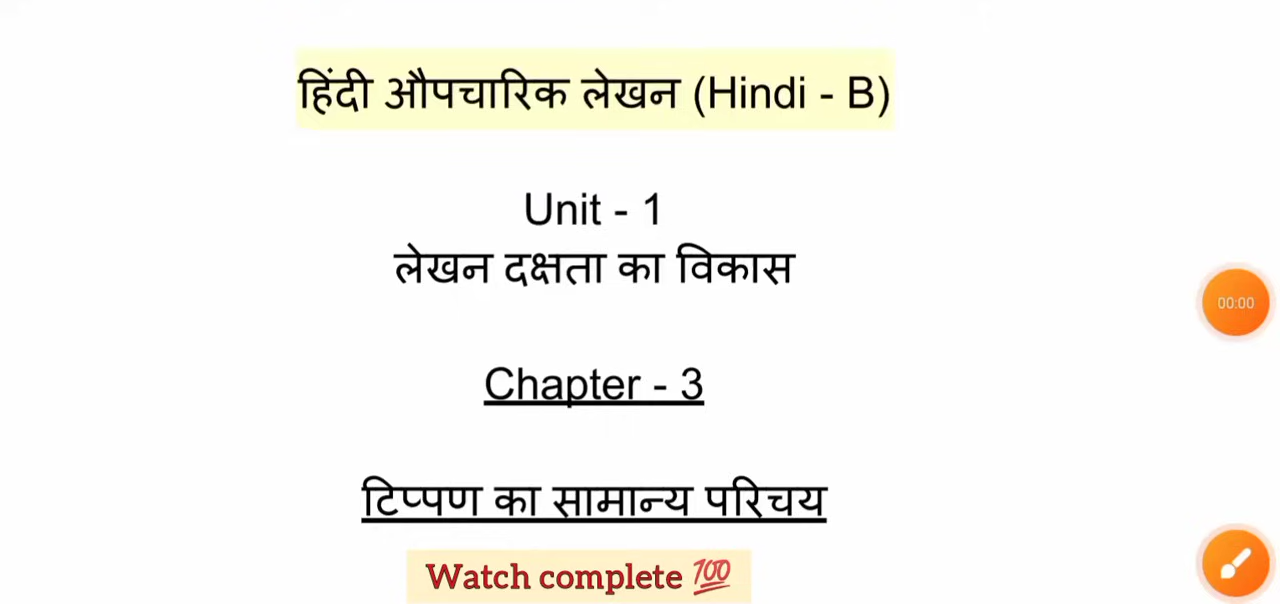 हिंदी औपचारिक लेखन (Hindi - B)
Unit - 1
लेखन दक्षता का विकास
00:00
Chapter - 3
टिप्पण का सामान्य परिचय
Watch complete 💯